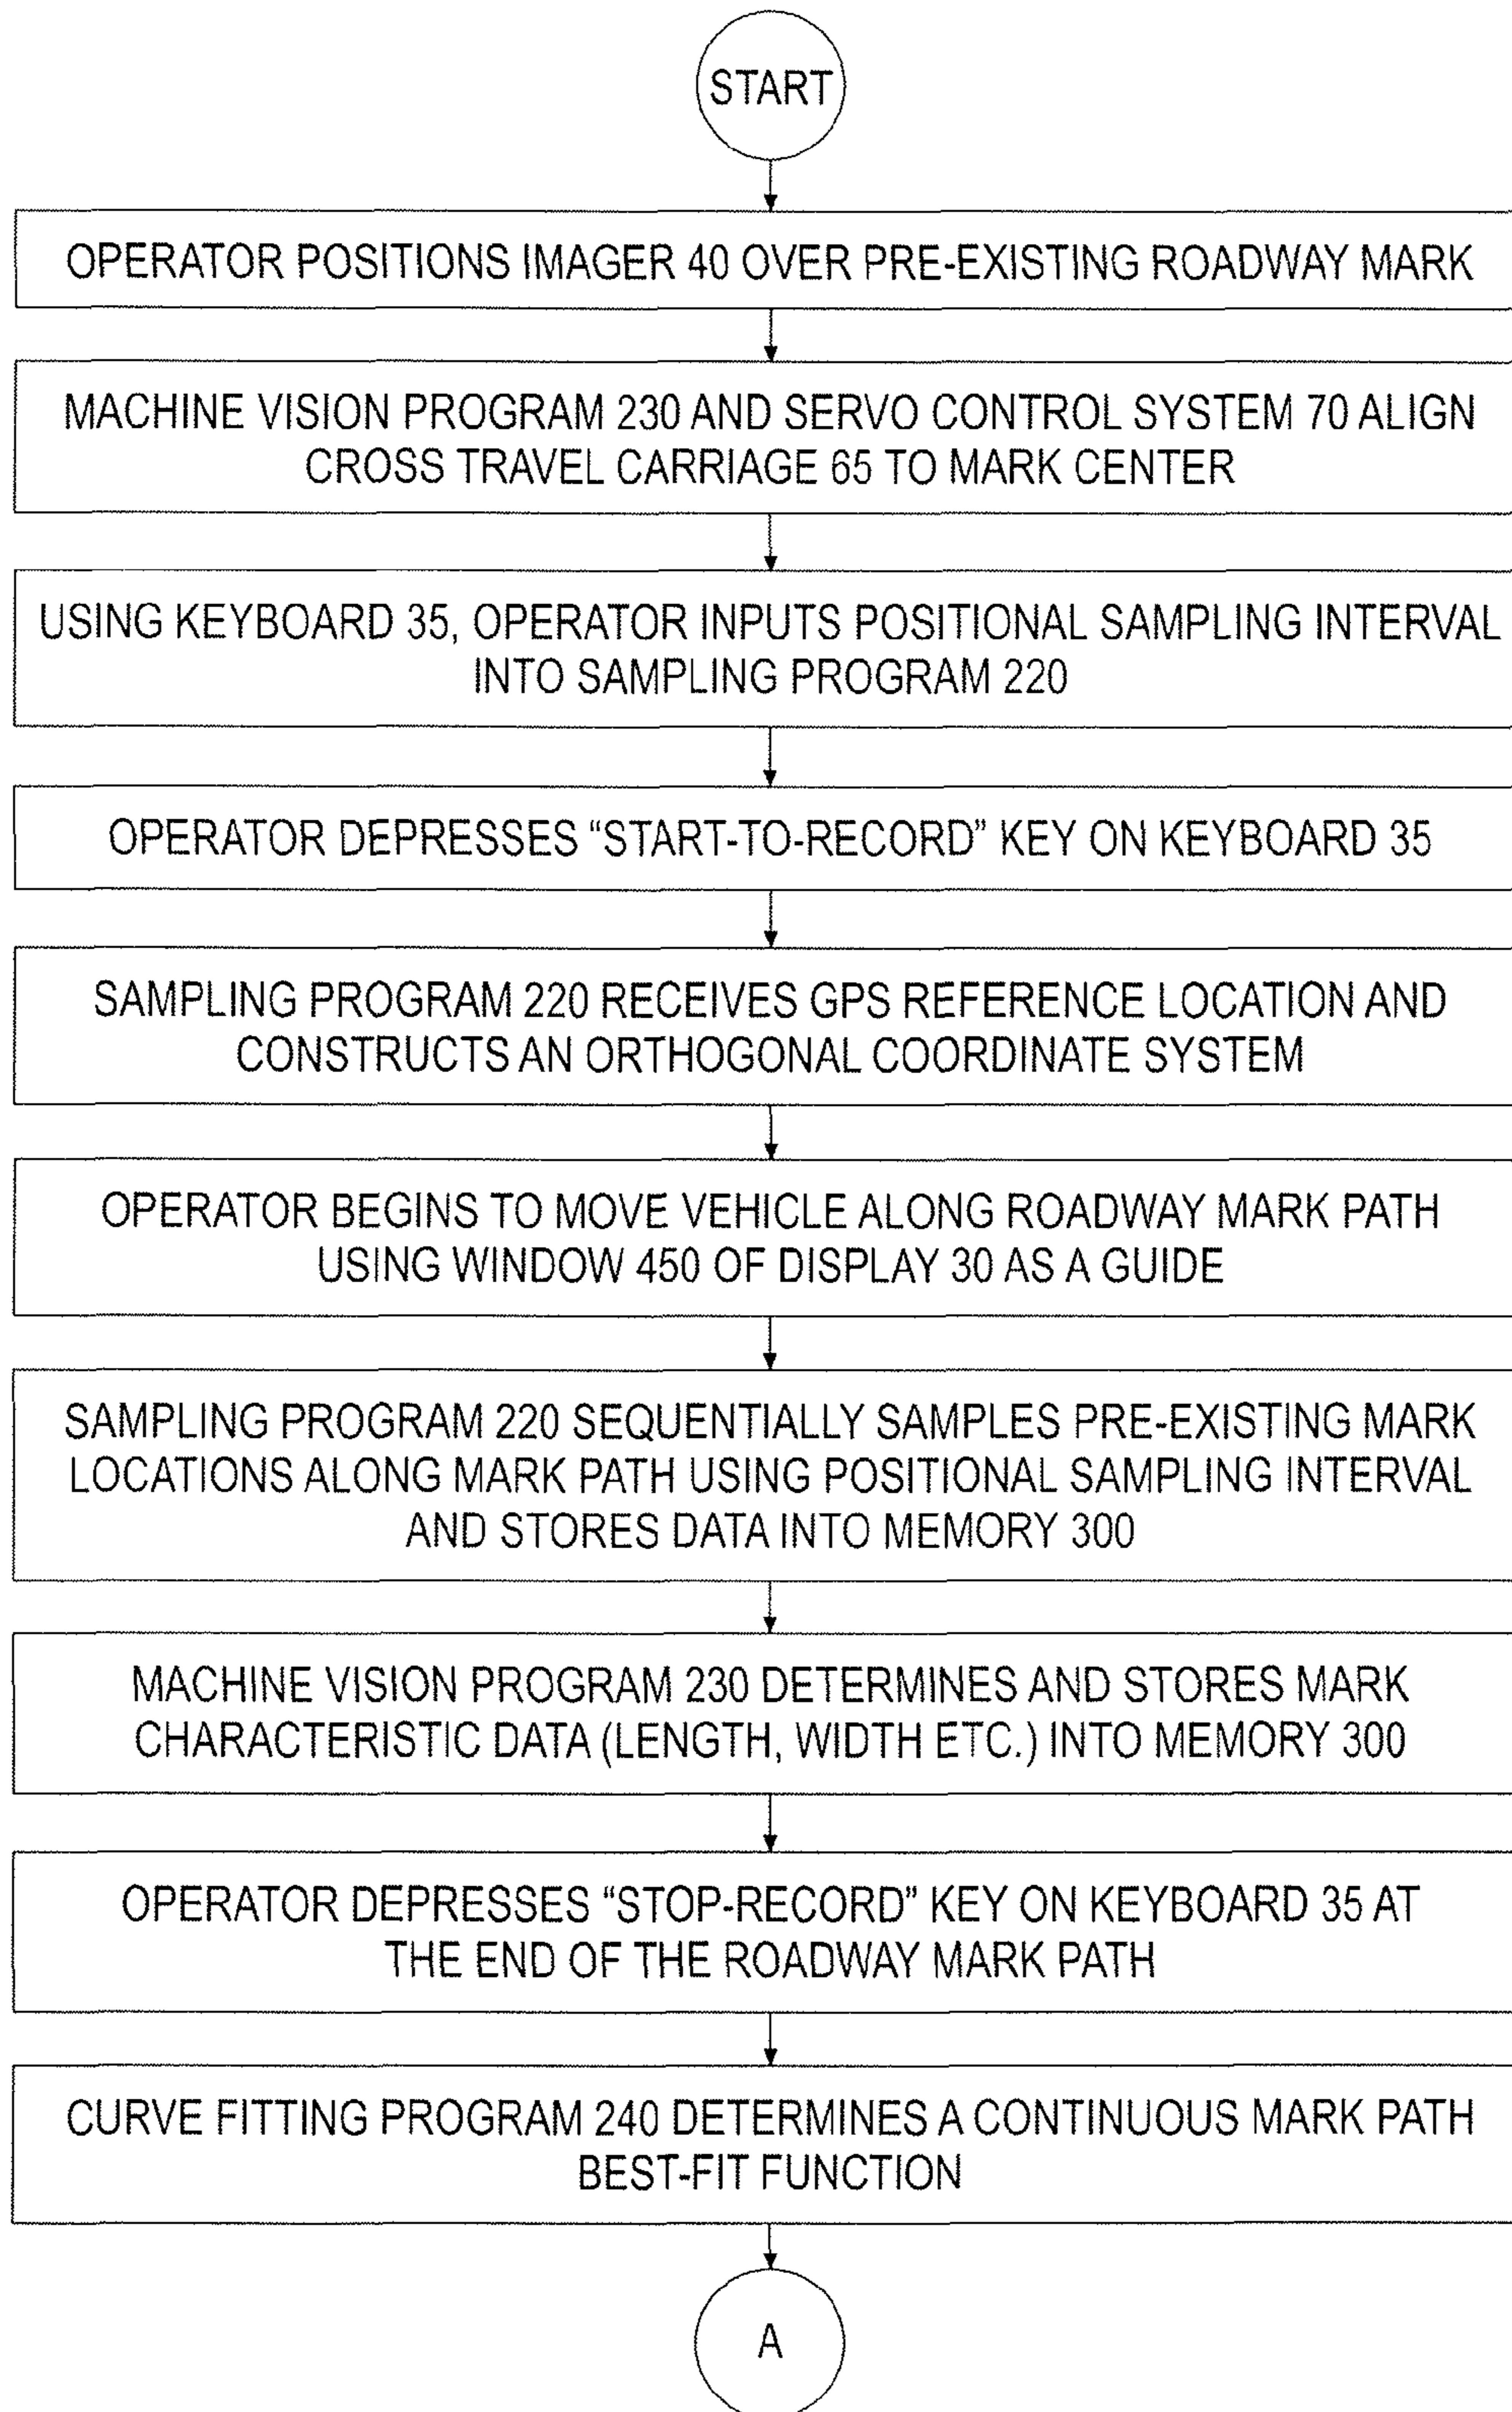 START
OPERATOR POSITIONS IMAGER 40 OVER PRE-EXISTING ROADWAY MARK
MACHINE VISION PROGRAM 230 AND SERVO CONTROL SYSTEM 70 ALIGN
CROSS TRAVEL CARRIAGE 65 TO MARK CENTER
USING KEYBOARD 35, OPERATOR INPUTS POSITIONAL SAMPLING INTERVAL
INTO SAMPLING PROGRAM 220
OPERATOR DEPRESSES “START-TO-RECORD” KEY ON KEYBOARD 35
SAMPLING PROGRAM 220 RECEIVES GPS REFERENCE LOCATION AND
CONSTRUCTS AN ORTHOGONAL COORDINATE SYSTEM
OPERATOR BEGINS TO MOVE VEHICLE ALONG ROADWAY MARK PATH
USING WINDOW 450 OF DISPLAY 30 AS A GUIDE
SAMPLING PROGRAM 220 SEQUENTIALLY SAMPLES PRE-EXISTING MARK
LOCATIONS ALONG MARK PATH USING POSITIONAL SAMPLING INTERVAL
AND STORES DATA INTO MEMORY 300
MACHINE VISION PROGRAM 230 DETERMINES AND STORES MARK
CHARACTERISTIC DATA (LENGTH, WIDTH ETC.) INTO MEMORY 300
OPERATOR DEPRESSES “STOP-RECORD” KEY ON KEYBOARD 35 AT
THE END OF THE ROADWAY MARK PATH
CURVE FITTING PROGRAM 240 DETERMINES A CONTINUOUS MARK PATH
BEST-FIT FUNCTION
A